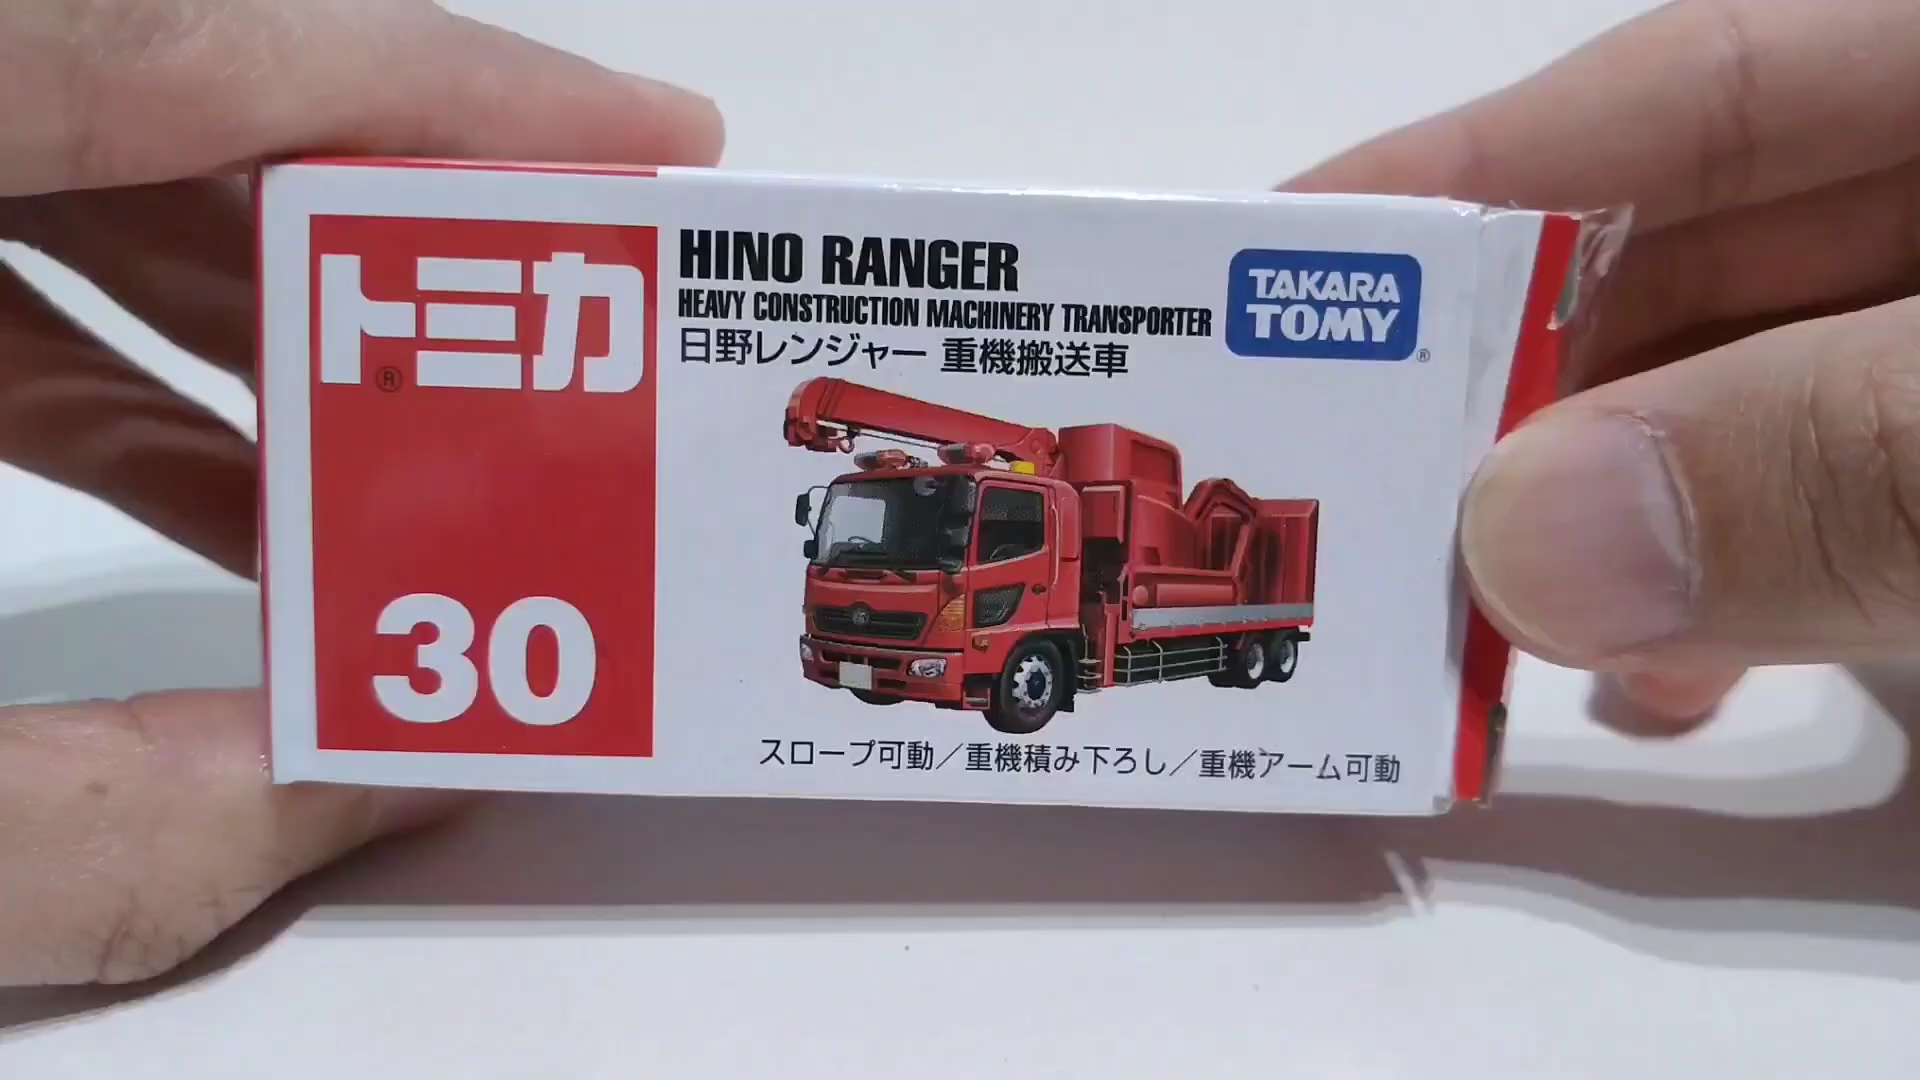 トミカ
®
30
HINO RANGER
HEAVY CONSTRUCTION MACHINERY TRANSPORTER
日野レンジャー 重機搬送車
TAKARA
TOMY
®
スロープ可動／重機積み下ろし／重機アーム可動